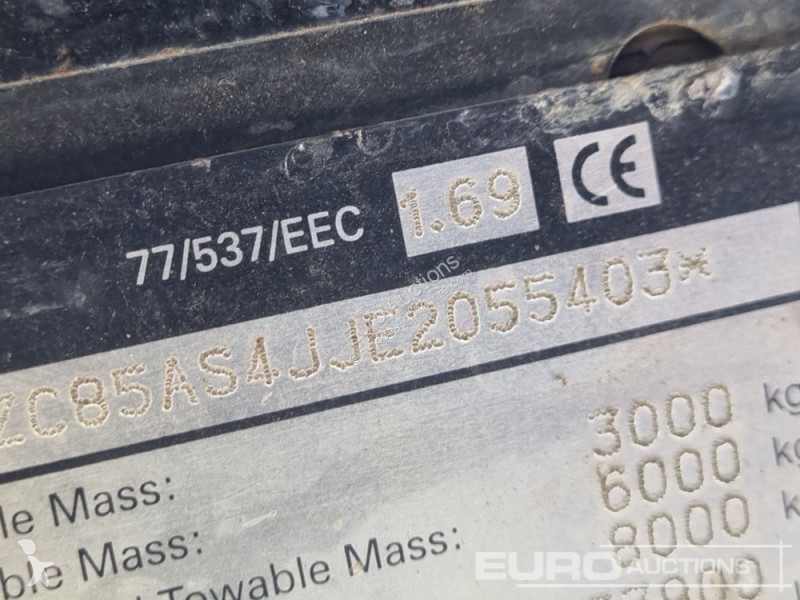 77/537/EEC 1.69 CE
ZC85AS4JJE2055403*
le Mass: 3000 kg
ble Mass: 6000 kg
Towable Mass: 8000 k
EURO AUCTIONS